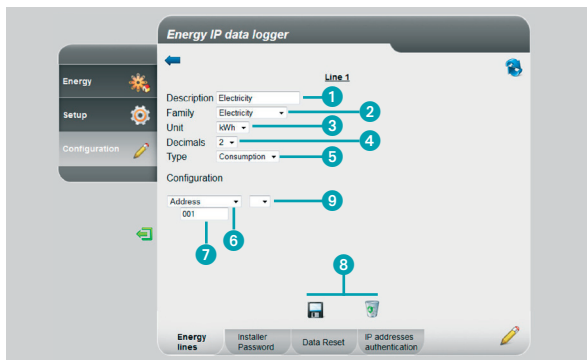 Energy IP data logger
Energy
Setup
Configuration
Line 1
Description Electricity 1
Family Electricity 2
Unit kWh 3
Decimals 2 4
Type Consumption 5
Configuration
Address 9
001 6
7
8
Energy lines
Installer Password
Data Reset
IP addresses authentication